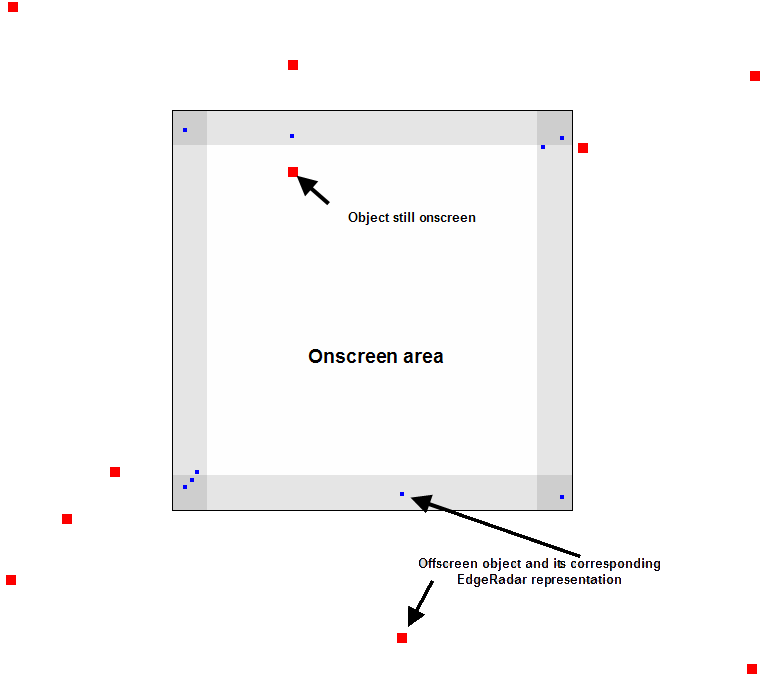 Object still onscreen
Onscreen area
Offscreen object and its corresponding
EdgeRadar representation